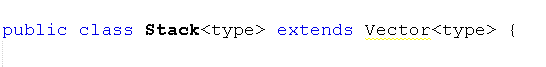 public class Stack<type> extends Vector<type> {